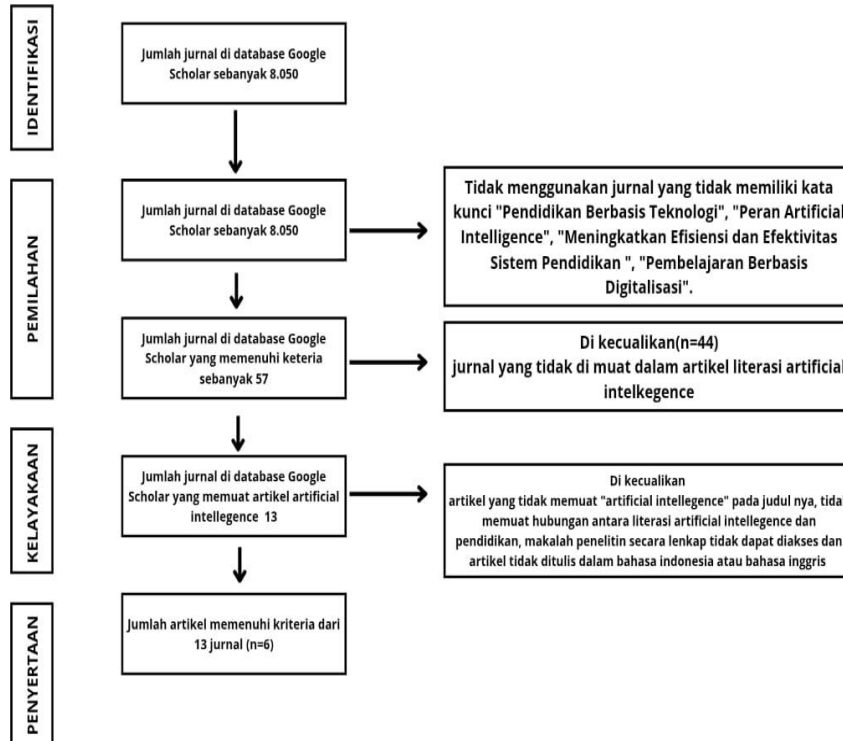 IDENTIFIKASI
Jumlah jurnal di database Google
Scholar sebanyak 8.050
PEMILAHAN
Jumlah jurnal di database Google
Scholar sebanyak 8.050
Tidak menggunakan jurnal yang tidak memiliki kata
kunci "Pendidikan Berbasis Teknologi", "Peran Artificial
Intelligence", "Meningkatkan Efisiensi dan Efektivitas
Sistem Pendidikan ", "Pembelajaran Berbasis
Digitalisasi".
Jumlah jurnal di database Google
Scholar yang memenuhi keteria
sebanyak 57
Di kecualikan(n=44)
jurnal yang tidak di muat dalam artikel literasi artificial
intelkegence
KELAYAKAAN
Jumlah jurnal di database Google
Scholar yang memuat artikel artificial
intellegence 13
Di kecualikan
artikel yang tidak memuat "artificial intellegence" pada judul nya, tidal
memuat hubungan antara literasi artificial intellegence dan
pendidikan, makalah penelitin secara lenkap tidak dapat diakses dan
artikel tidak ditulis dalam bahasa indonesia atau bahasa inggris
PENYERTAAN
Jumlah artikel memenuhi kriteria dari
13 jurnal (n=6)